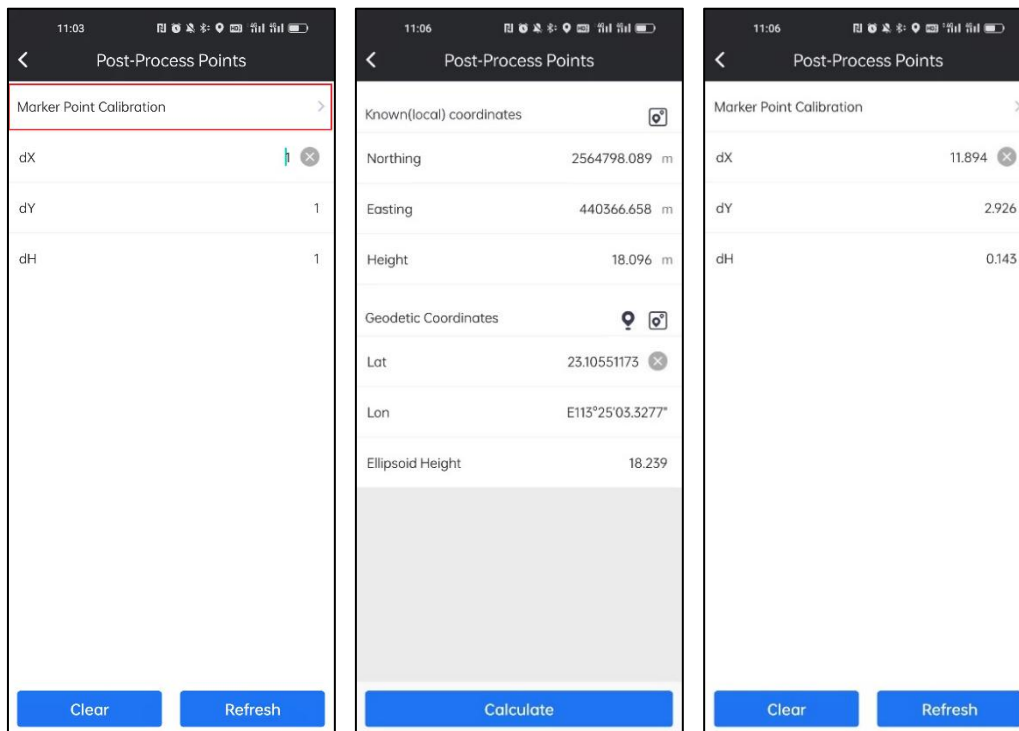 11:03
Post-Process Points
Marker Point Calibration
dX 1
dY 1
dH 1
Clear Refresh
11:06
Post-Process Points
Known(local) coordinates
Northing 2564798.089 m
Easting 440366.658 m
Height 18.096 m
Geodetic Coordinates
Lat 23.10551173
Lon E113°25'03.3277"
Ellipsoid Height 18.239
Calculate
11:06
Post-Process Points
Marker Point Calibration
dX 11.894
dY 2.926
dH 0.143
Clear Refresh